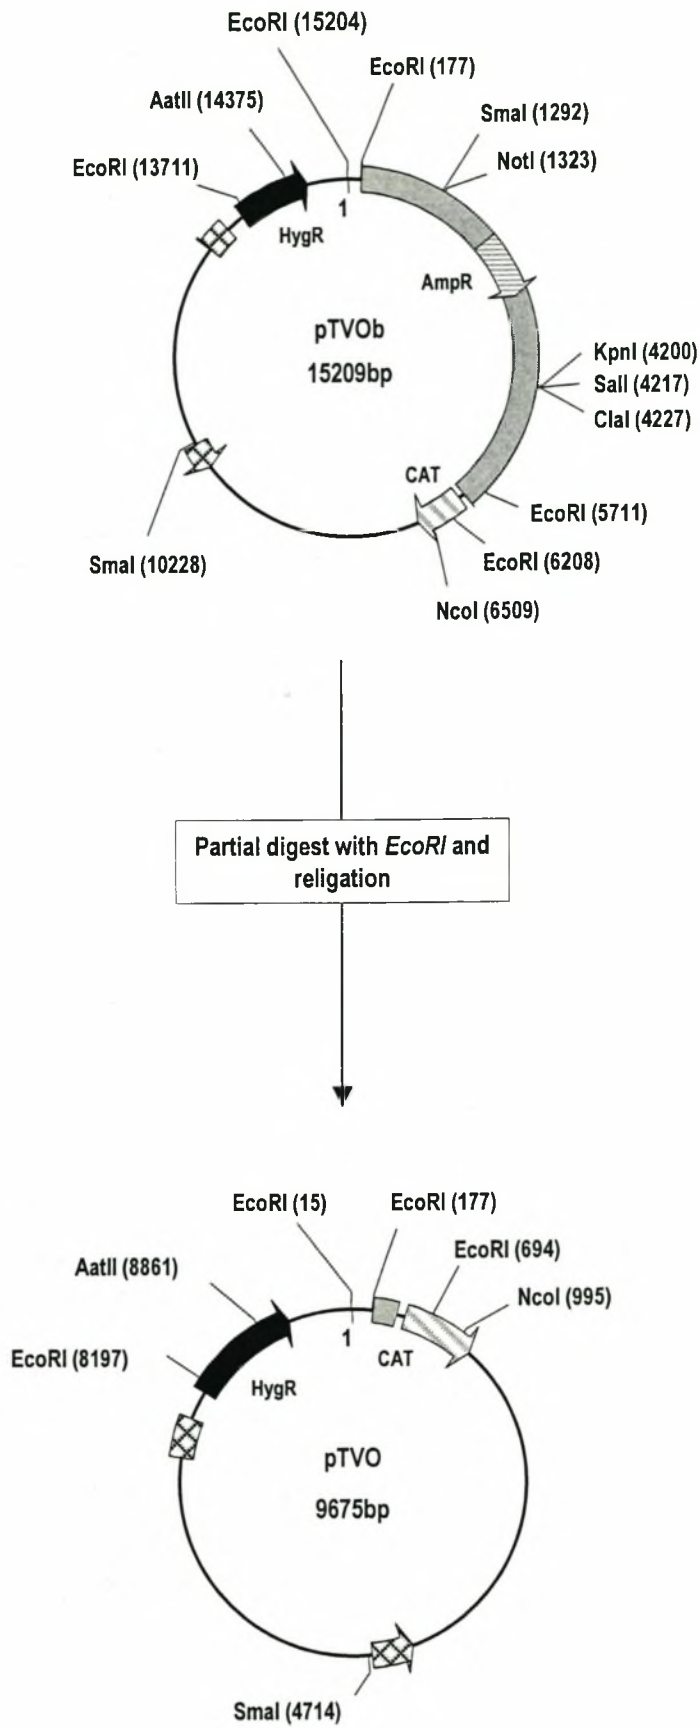 EcoRI (15204)
EcoRI (177)
AatII (14375)
SmaI (1292)
NotI (1323)
EcoRI (13711)
1
HygR
AmpR
pTVOb
15209bp
KpnI (4200)
SalI (4217)
ClaI (4227)
CAT
EcoRI (5711)
EcoRI (6208)
SmaI (10228)
NcoI (6509)
Partial digest with EcoRI and
religation
EcoRI (15)
EcoRI (177)
EcoRI (694)
AatII (8861)
NcoI (995)
1
CAT
EcoRI (8197)
HygR
pTVO
9675bp
SmaI (4714)